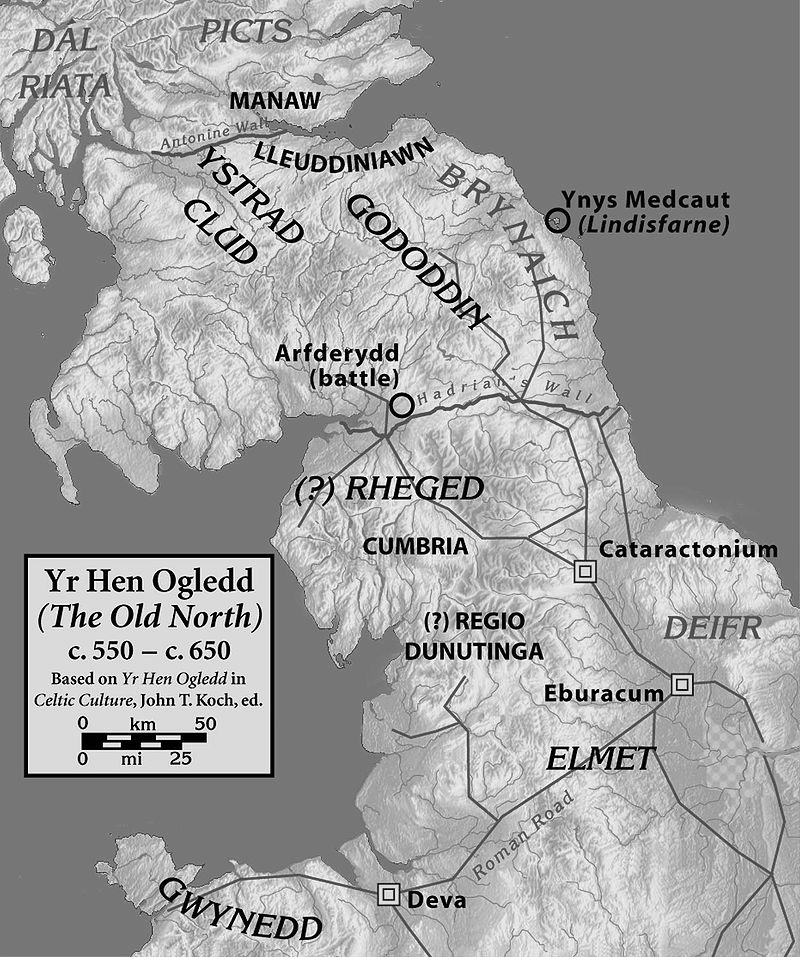 DÁL
RIATA
PICTS
MANAW
Antonine Wall
LLEUDDINIAWN
YSTRAD
CLUD
GODODDIN
BRYNAICH
Ynys Medcaut
(Lindisfarne)
Arfderydd
(battle)
Hadrian's Wall
(?) RHEGED
CUMBRIA
Cataractonium
(?) REGIO
DUNUTINGA
DEIFR
Eburacum
ELMET
Roman Road
GWYNEDD
Deva
Yr Hen Ogledd
(The Old North)
c. 550 – c. 650
Based on Yr Hen Ogledd in
Celtic Culture, John T. Koch, ed.
0 km 50
0 mi 25